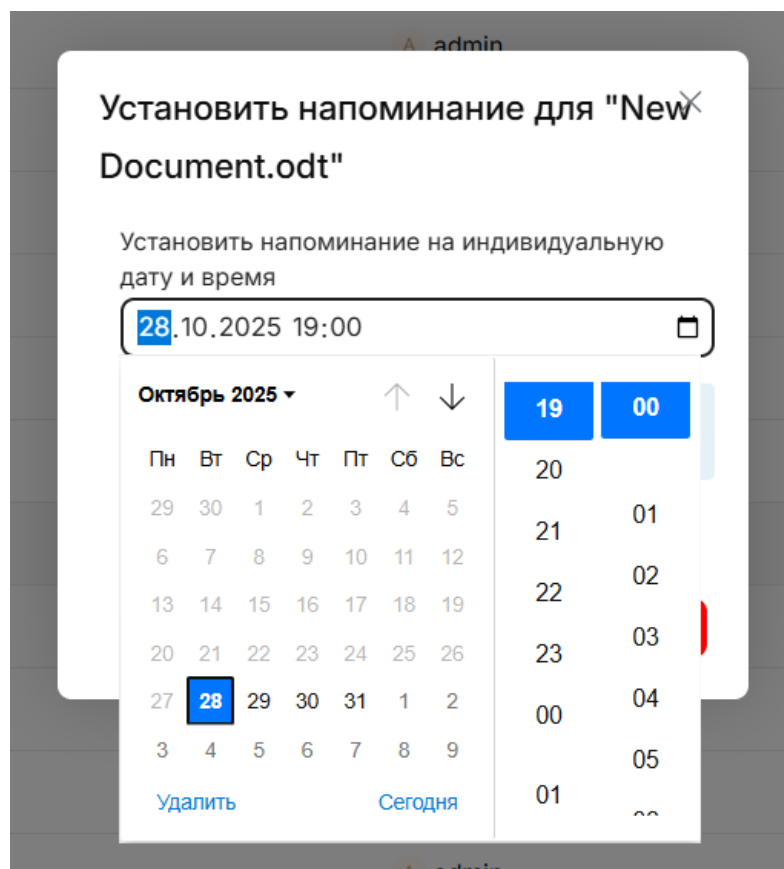 admin
Установить напоминание для "New
Document.odt"
Установить напоминание на индивидуальную
дату и время
28.10.2025 19:00
Октябрь 2025
19 00
Пн Вт Ср Чт Пт Сб Вс
20
29 30 1 2 3 4 5
21 01
6 7 8 9 10 11 12
22 02
13 14 15 16 17 18 19
23 03
20 21 22 23 24 25 26
27 28 29 30 31 1 2
00 04
3 4 5 6 7 8 9
05
Удалить Сегодня
01
admin